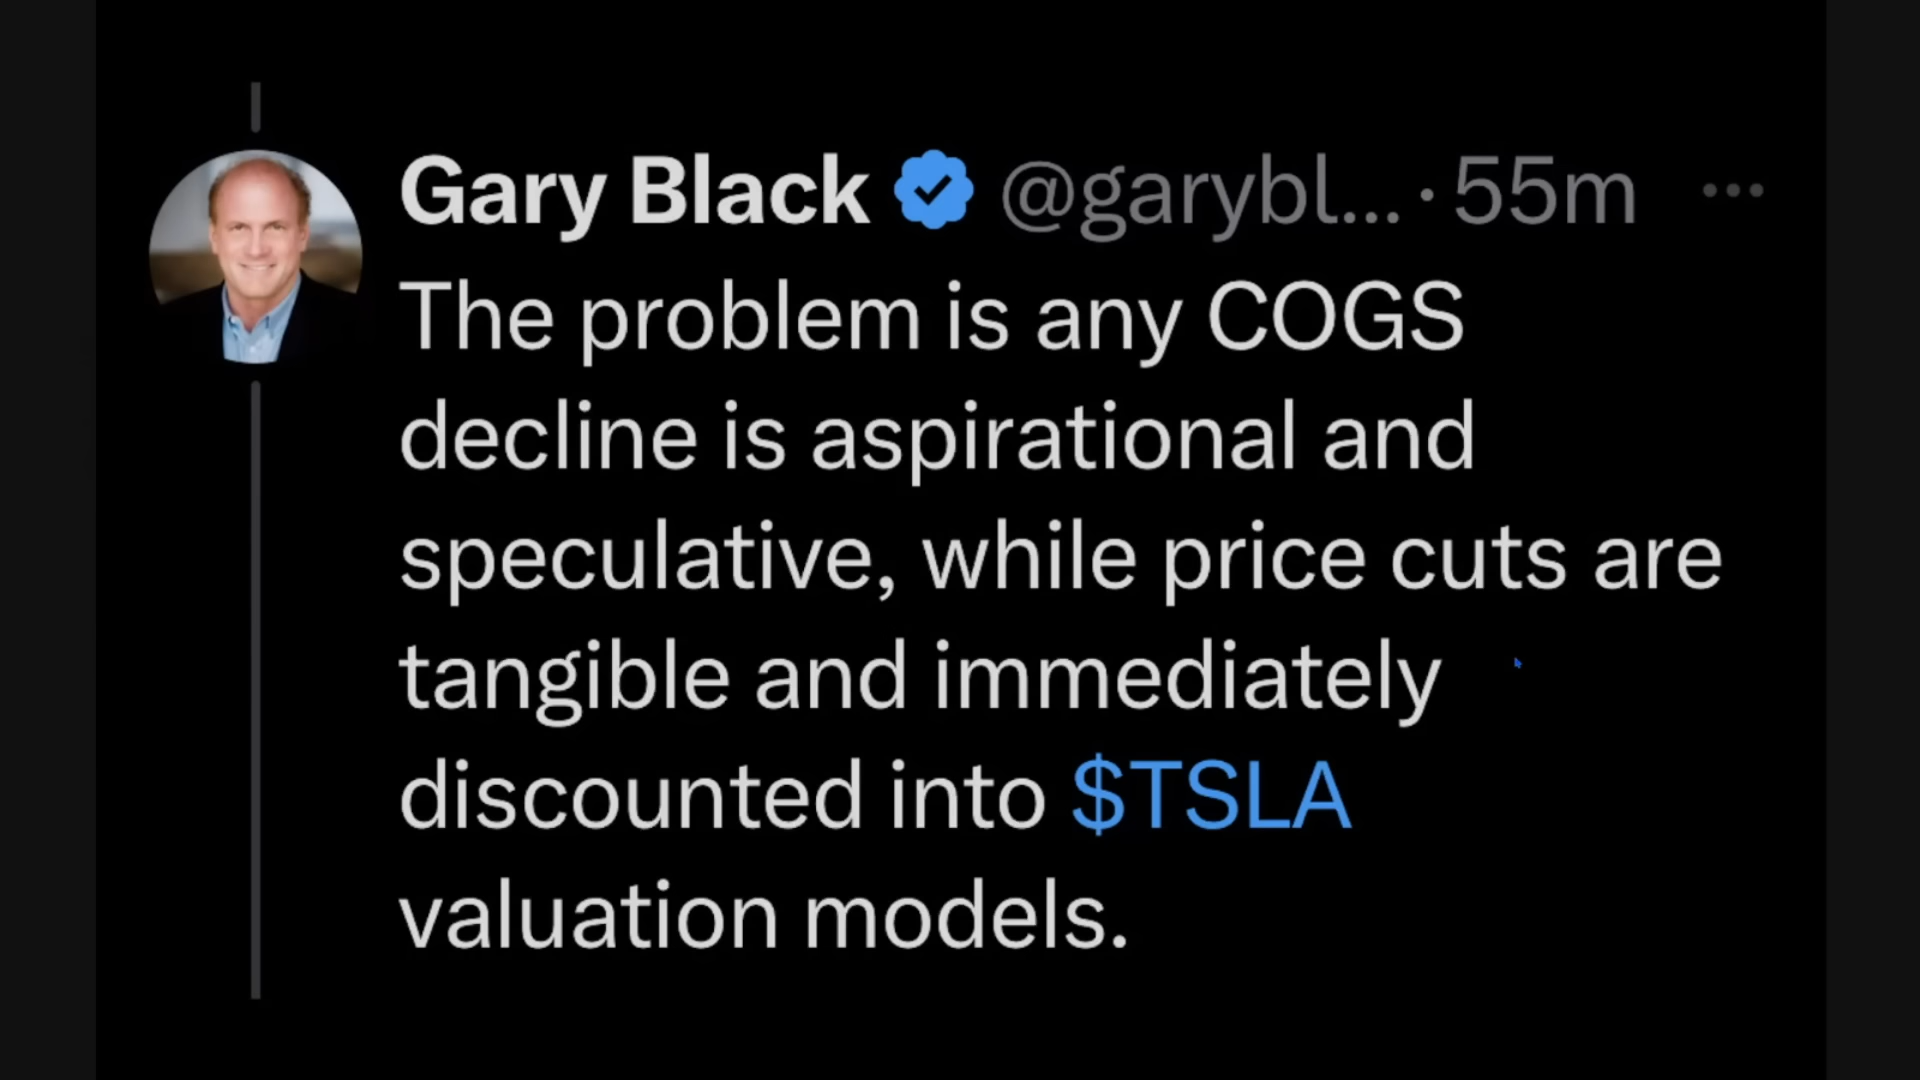 Gary Black @garybl... · 55m ...
The problem is any COGS
decline is aspirational and
speculative, while price cuts are
tangible and immediately
discounted into $TSLA
valuation models.